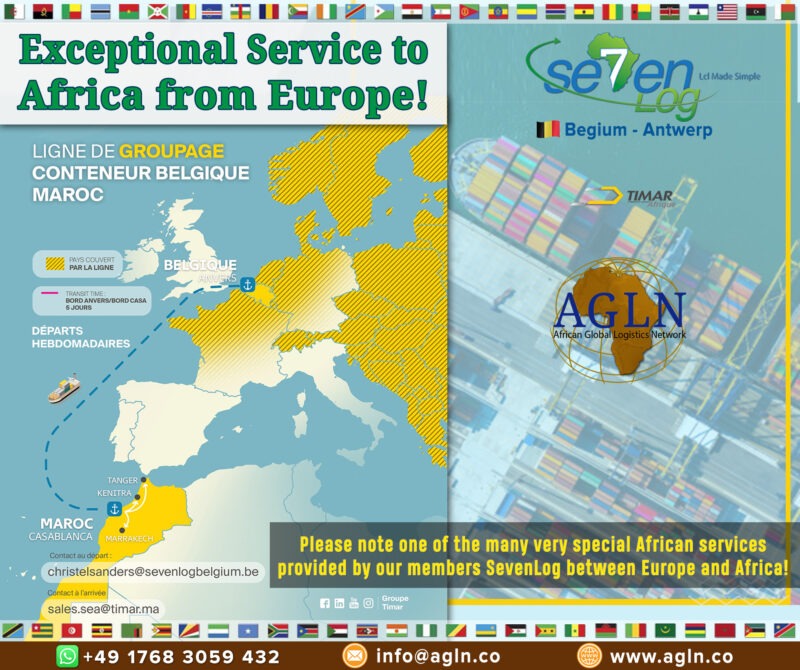 Exceptional Service to
Africa from Europe!
LIGNE DE GROUPAGE
CONTENEUR BELGIQUE
MAROC
PAYS COUVERT
PAR LA LIGNE
TRANSIT TIME :
BORD ANVERS/BORD CASA
5 JOURS
DÉPARTS
HEBDOMADAIRES
BELGIQUE
ANVERS
TANGER
KENITRA
MAROC
CASABLANCA
MARRAKECH
Contact au départ :
christelsanders@sevenlogbelgium.be
Contact a l'arrivée
sales.sea@timar.ma
Groupe
Timar
se7en
Log
Lcl Made Simple
Begium - Antwerp
TIMAR
Afrique
AGLN
African Global Logistics Network
Please note one of the many very special African services
provided by our members SevenLog between Europe and Africa!
+49 1768 3059 432
info@agln.co
www.agln.co